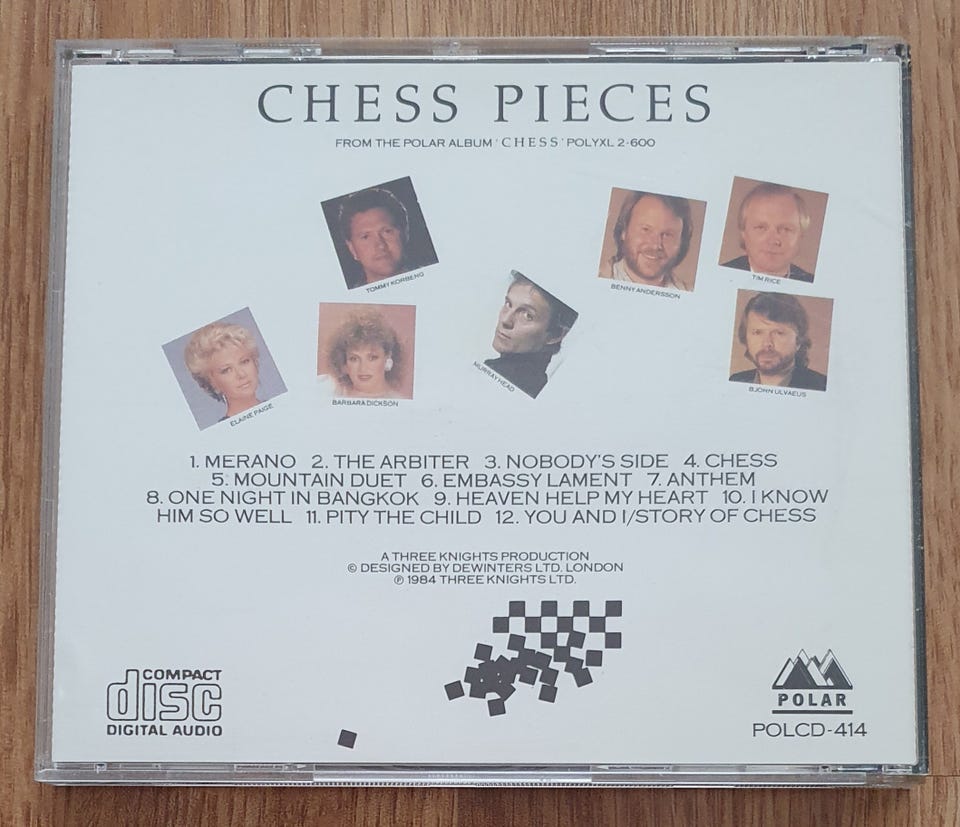 CHESS PIECES
FROM THE POLAR ALBUM 'CHESS' POLYXL 2-600
TOMMY KORBENG
BENNY ANDERSSON
TIM RICE
ELAINE PAIGE
BARBARA DICKSON
MURRAY HEAD
BJOHN ULVAEUS
1. MERANO 2. THE ARBITER 3. NOBODY'S SIDE 4. CHESS
5. MOUNTAIN DUET 6. EMBASSY LAMENT 7. ANTHEM
8. ONE NIGHT IN BANGKOK 9. HEAVEN HELP MY HEART 10. I KNOW
HIM SO WELL 11. PITY THE CHILD 12. YOU AND I/STORY OF CHESS
A THREE KNIGHTS PRODUCTION
© DESIGNED BY DEWINTERS LTD. LONDON
℗ 1984 THREE KNIGHTS LTD.
COMPACT
disc
DIGITAL AUDIO
POLAR
POLCD-414